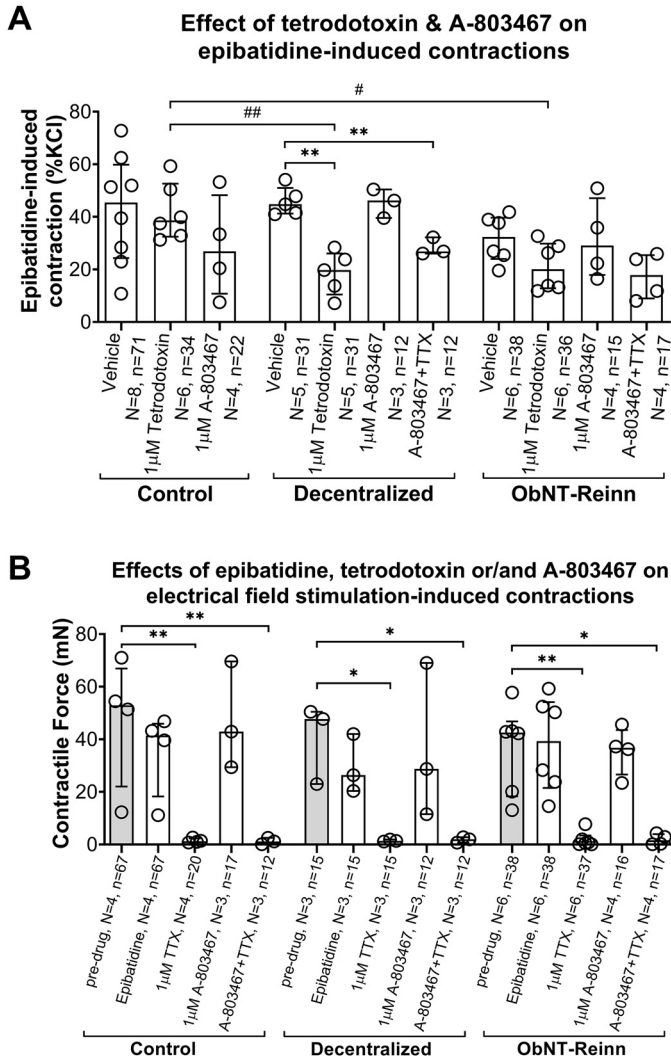 A
Effect of tetrodotoxin & A-803467 on
epibatidine-induced contractions
Epibatidine-induced
contraction (%KCl)
80
60
40
20
0
#
##
**
**
Vehicle
N=8, n=71
1µM Tetrodotoxin
N=6, n=34
1µM A-803467
N=4, n=22
Vehicle
N=5, n=31
1µM Tetrodotoxin
N=5, n=31
1µM A-803467
N=3, n=12
A-803467+TTX
N=3, n=12
Vehicle
N=6, n=38
1µM Tetrodotoxin
N=6, n=36
1µM A-803467
N=4, n=15
A-803467+TTX
N=4, n=17
Control
Decentralized
ObNT-Reinn
B
Effects of epibatidine, tetrodotoxin or/and A-803467 on
electrical field stimulation-induced contractions
Contractile Force (mN)
80
60
40
20
0
**
**
*
*
*
**
pre-drug, N=4, n=67
Epibatidine, N=4, n=67
1µM TTX, N=4, n=20
1µM A-803467, N=3, n=17
A-803467+TTX, N=3, n=12
pre-drug, N=3, n=15
Epibatidine, N=3, n=15
1µM TTX, N=3, n=15
1µM A-803467, N=3, n=12
A-803467+TTX, N=3, n=12
pre-drug, N=6, n=38
Epibatidine, N=6, n=38
1µM TTX, N=6, n=37
1µM A-803467, N=4, n=16
A-803467+TTX, N=4, n=17
Control
Decentralized
ObNT-Reinn